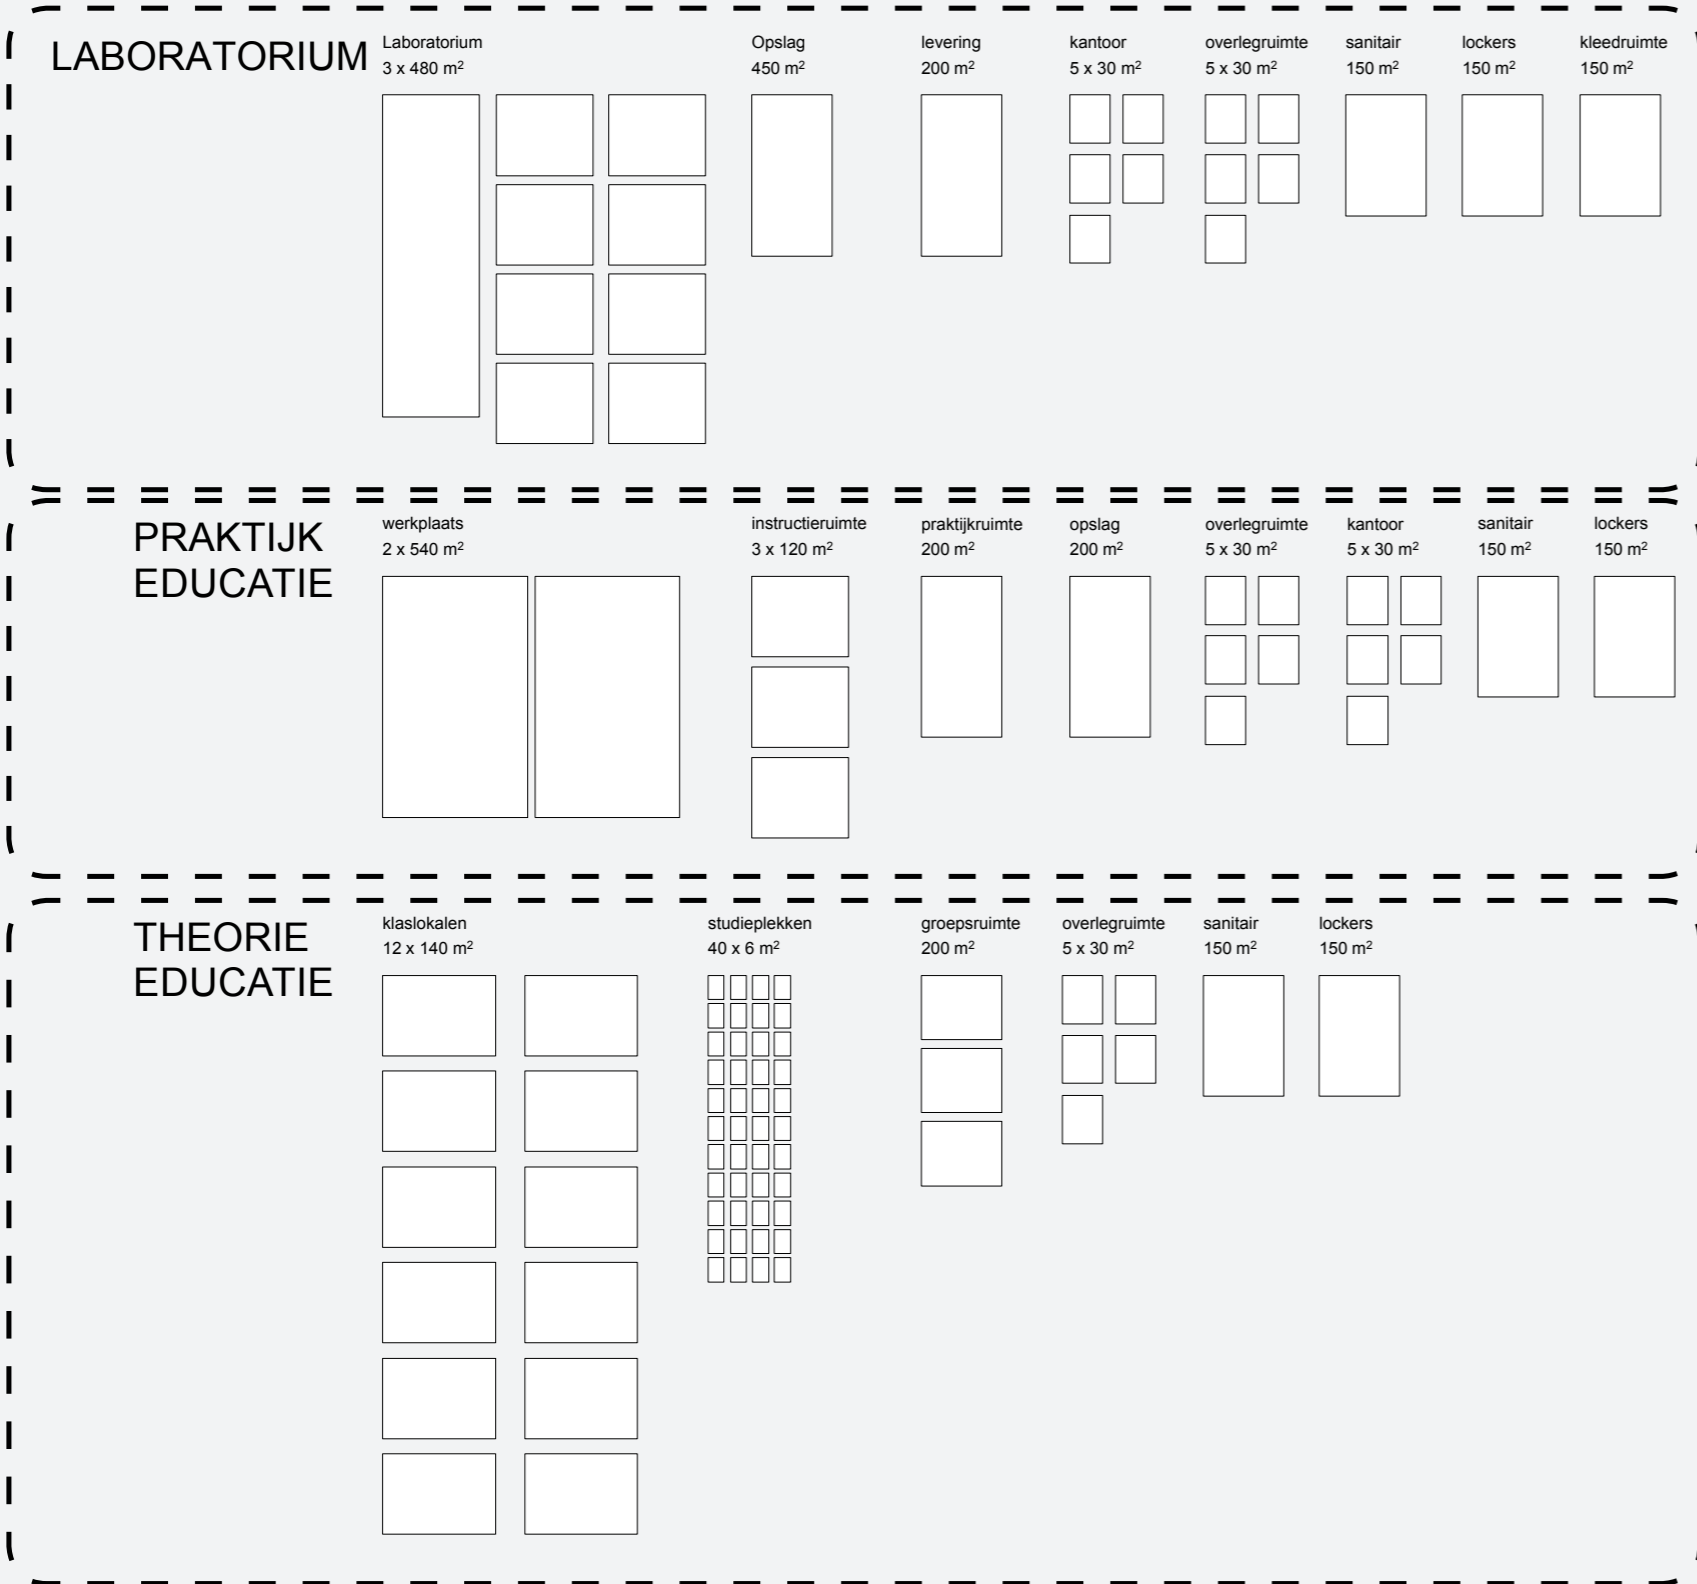 LABORATORIUM
Laboratorium
3 x 480 m²
Opslag
450 m²
levering
200 m²
kantoor
5 x 30 m²
overlegruimte
5 x 30 m²
sanitair
150 m²
lockers
150 m²
kleedruimte
150 m²
PRAKTIJK
EDUCATIE
werkplaats
2 x 540 m²
instructieruimte
3 x 120 m²
praktijkruimte
200 m²
opslag
200 m²
overlegruimte
5 x 30 m²
kantoor
5 x 30 m²
sanitair
150 m²
lockers
150 m²
THEORIE
EDUCATIE
klaslokalen
12 x 140 m²
studieplekken
40 x 6 m²
groepsruimte
200 m²
overlegruimte
5 x 30 m²
sanitair
150 m²
lockers
150 m²